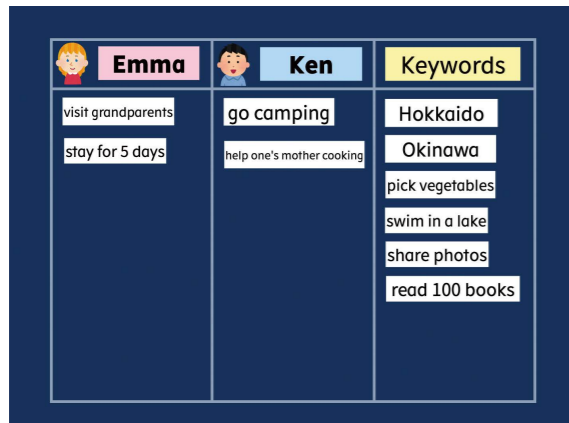 Emma
Ken
Keywords
visit grandparents
stay for 5 days
go camping
help one's mother cooking
Hokkaido
Okinawa
pick vegetables
swim in a lake
share photos
read 100 books